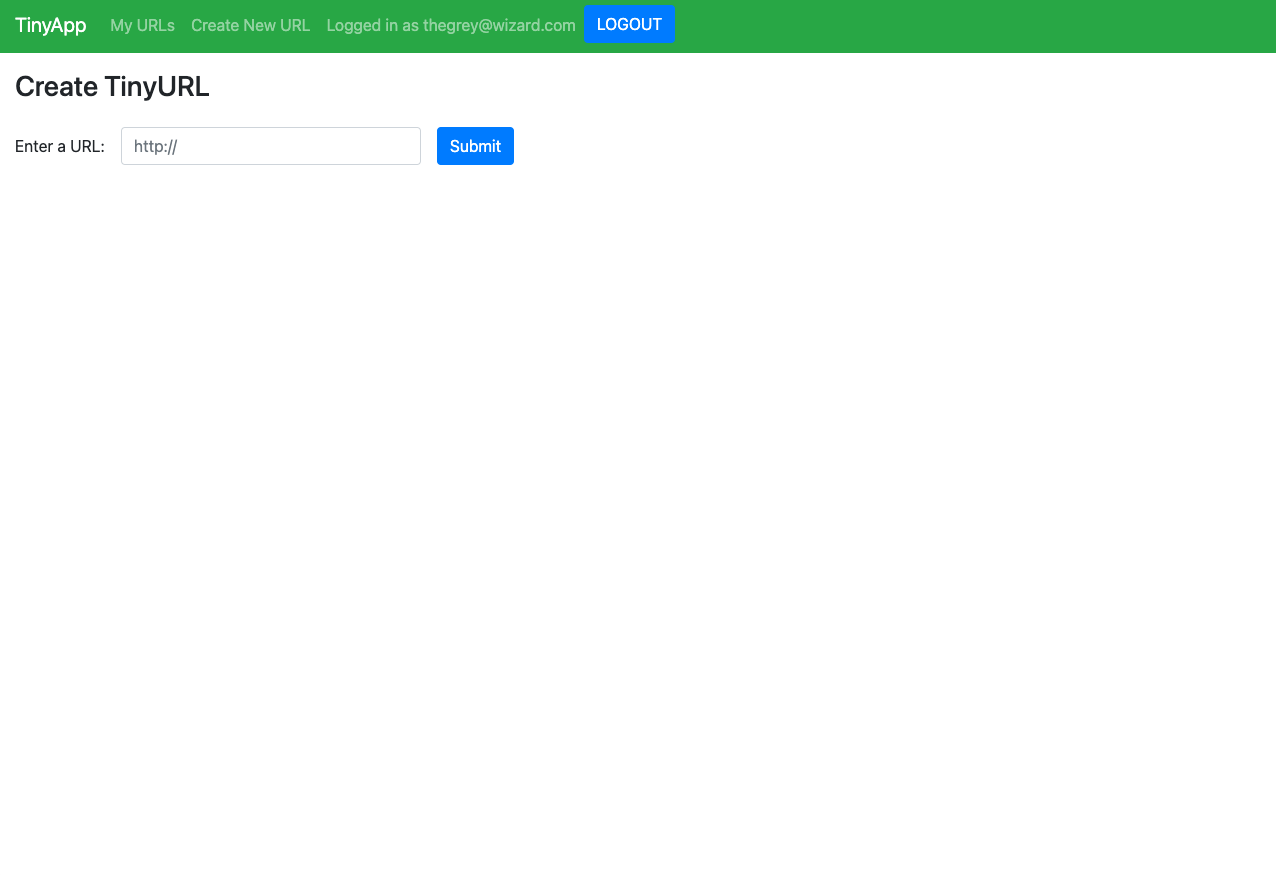 TinyApp My URLs Create New URL Logged in as thegrey@wizard.com LOGOUT
Create TinyURL
Enter a URL: http:// Submit